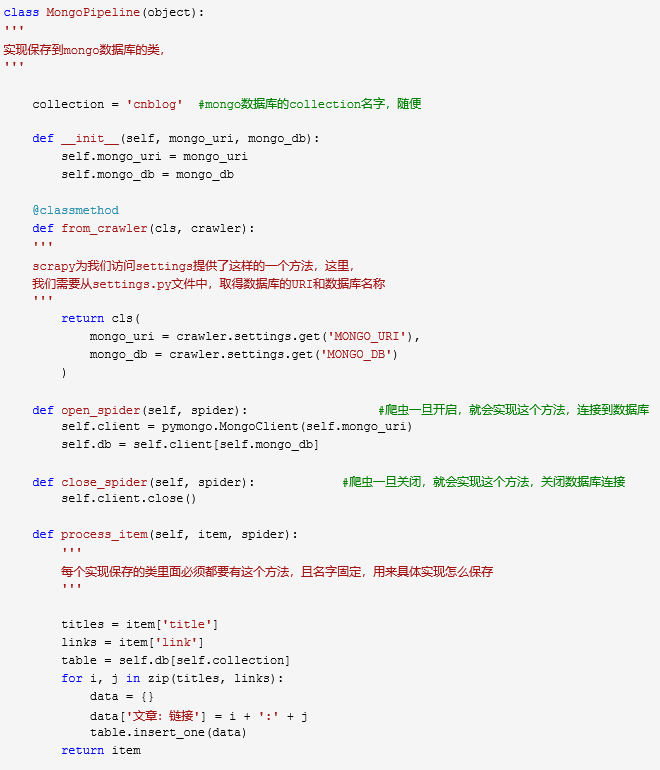 class MongoPipeline(object):
'''
实现保存到mongo数据库的类,
'''
    collection = 'cnblog'  #mongo数据库的collection名字, 随便
    def __init__(self, mongo_uri, mongo_db):
        self.mongo_uri = mongo_uri
        self.mongo_db = mongo_db
    @classmethod
    def from_crawler(cls, crawler):
    '''
    scrapy为我们访问settings提供了这样的一个方法, 这里,
    我们需要从settings.py文件中, 取得数据库的URI和数据库名称
    '''
        return cls(
            mongo_uri = crawler.settings.get('MONGO_URI'),
            mongo_db = crawler.settings.get('MONGO_DB')
        )
    def open_spider(self, spider):                  #爬虫一旦开启, 就会实现这个方法, 连接到数据库
        self.client = pymongo.MongoClient(self.mongo_uri)
        self.db = self.client[self.mongo_db]
    def close_spider(self, spider):            #爬虫一旦关闭, 就会实现这个方法, 关闭数据库连接
        self.client.close()
    def process_item(self, item, spider):
        '''
        每个实现保存的类里面必须都要有这个方法, 且名字固定, 用来具体实现怎么保存
        '''
        titles = item['title']
        links = item['link']
        table = self.db[self.collection]
        for i, j in zip(titles, links):
            data = {}
            data['文章: 链接'] = i + ':' + j
            table.insert_one(data)
        return item